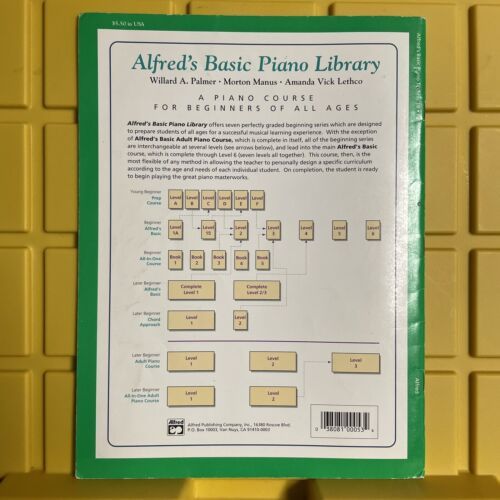 $5.50 in USA
Alfred's Basic Piano Library
Willard A. Palmer • Morton Manus • Amanda Vick Lethco
A PIANO COURSE
FOR BEGINNERS OF ALL AGES
Alfred's Basic Piano Library offers seven perfectly graded beginning series which are designed
to prepare students of all ages for a successful musical learning experience. With the exception
of Alfred's Basic Adult Piano Course, which is complete in itself, all of the beginning series
are interchangeable at several levels (see arrows below), and lead into the main Alfred's Basic
course, which is complete through Level 6 (seven levels all together). This course, then, is the
most flexible of any method in allowing the teacher to personally design a specific curriculum
according to the age and needs of each individual student. On completion, the student is ready
to begin playing the great piano masterworks.
Young Beginner
Prep
Course
Level A
Level B
Level C
Level D
Level E
Level F
Beginner
Alfred's
Basic
Level 1A
Level 1B
Level 2
Level 3
Level 4
Level 5
Level 6
Beginner
All-In-One
Course
Book 1
Book 2
Book 3
Book 4
Book 5
Later Beginner
Alfred's
Basic
Complete Level 1
Complete Level 2/3
Later Beginner
Chord
Approach
Level 1
Level 2
Later Beginner
Adult Piano
Course
Level 1
Level 2
Level 3
Later Beginner
All-In-One Adult
Piano Course
Level 1
Level 2
Alfred
Alfred Publishing Company, Inc., 16380 Roscoe Blvd.
P.O. Box 10003, Van Nuys, CA 91410-0003
0 38081 00053
Alfred's Basic Piano
Alfred